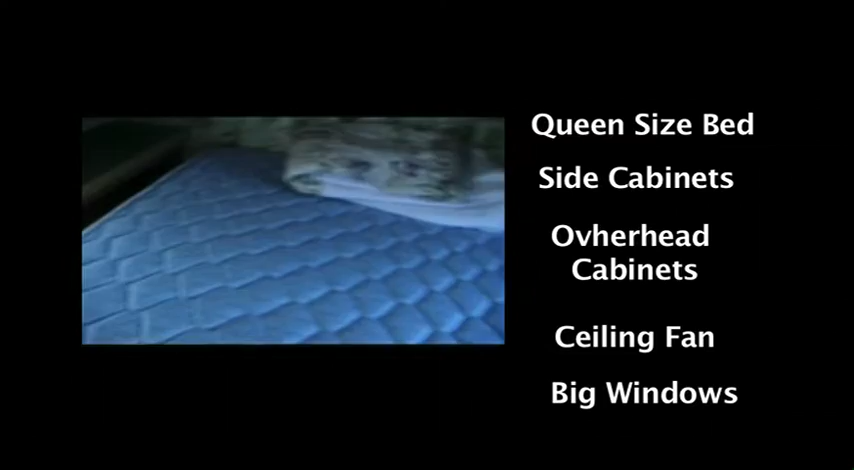 Queen Size Bed
Side Cabinets
Ovherhead
Cabinets
Ceiling Fan
Big Windows